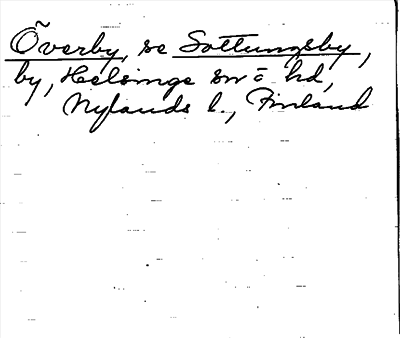 Överby, se Sottungsby,
by, Helsinge sn o hd,
Nylands l., Finland